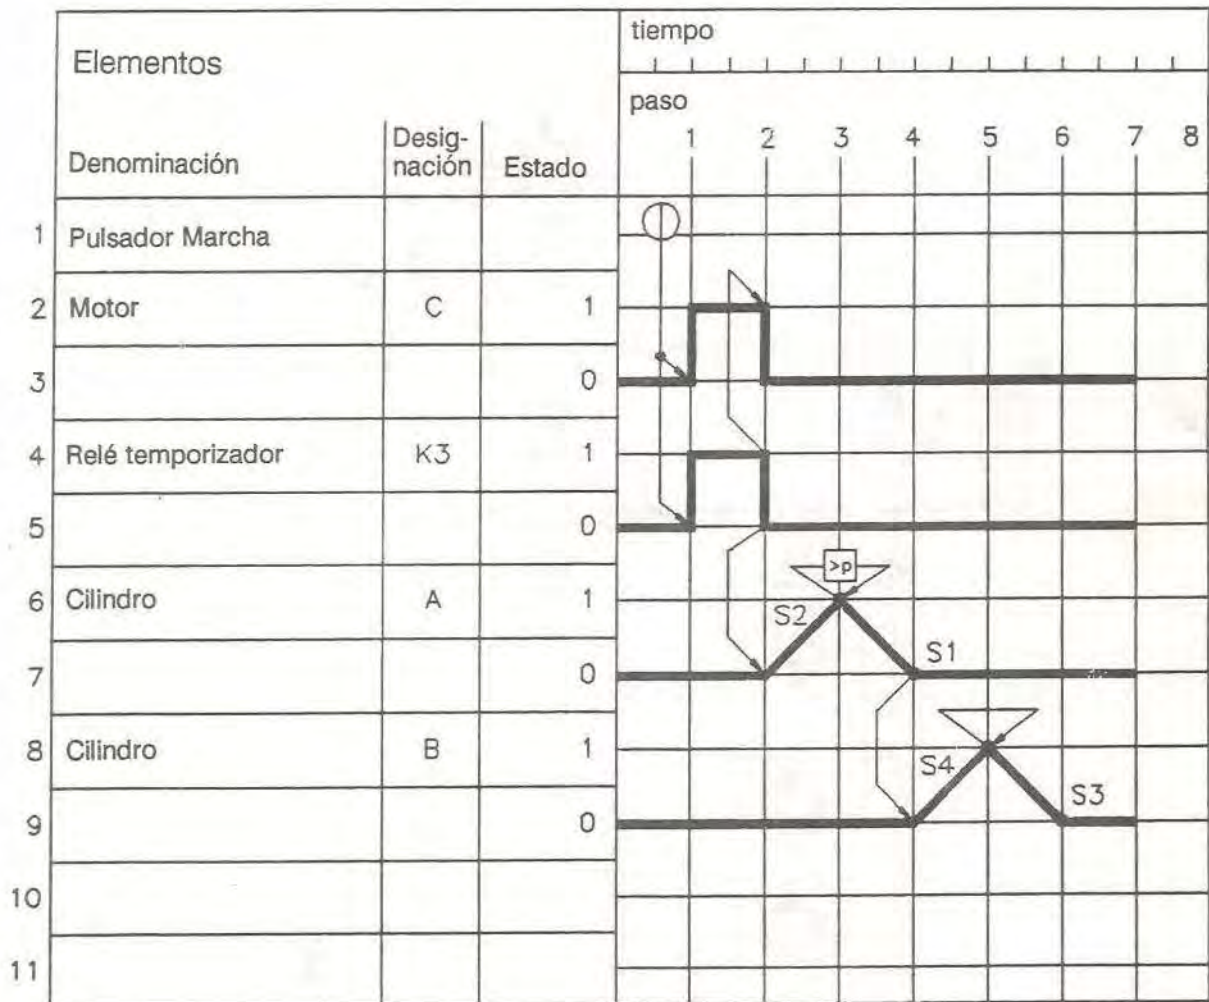 tiempo
Elementos
paso
1 2 3 4 5 6 7 8
Denominación Desig-nación Estado
1 Pulsador Marcha
2 Motor C 1
3 0
4 Relé temporizador K3 1
5 0
>p
6 Cilindro A 1
S2
S1
7 0
8 Cilindro B 1
S4
S3
9 0
10
11